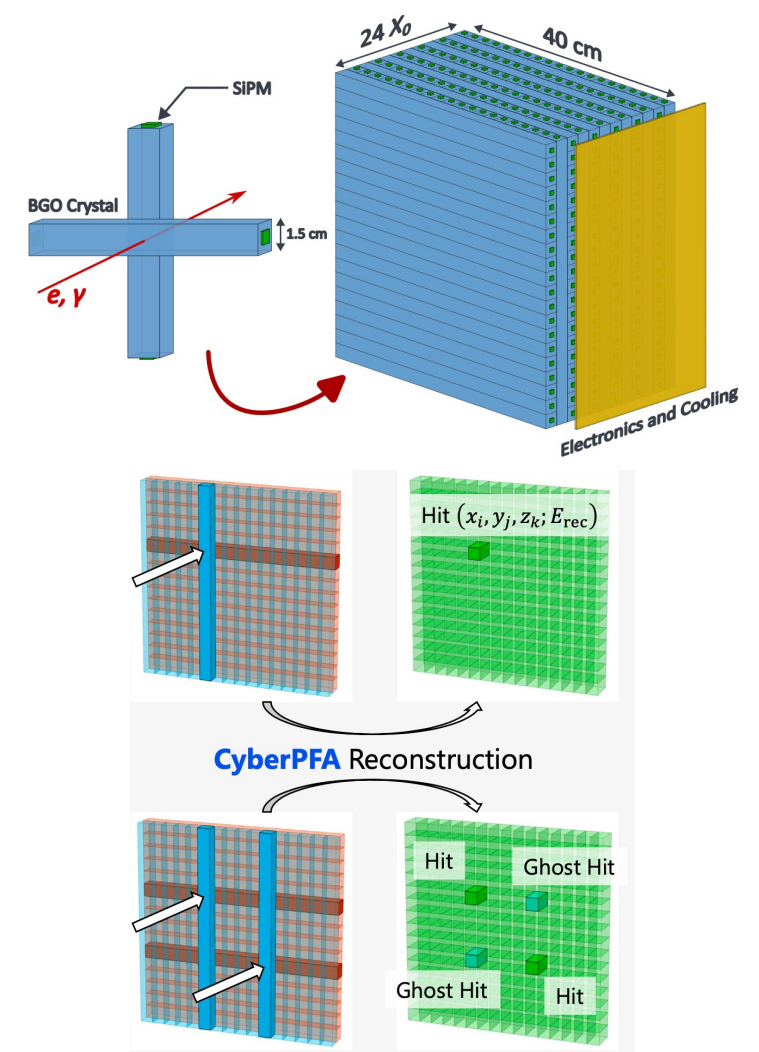 24 X₀
40 cm
SiPM
BGO Crystal
1.5 cm
e, γ
Electronics and Cooling
Hit (xᵢ, yⱼ, zₖ; E_rec)
CyberPFA Reconstruction
Hit
Ghost Hit
Ghost Hit
Hit